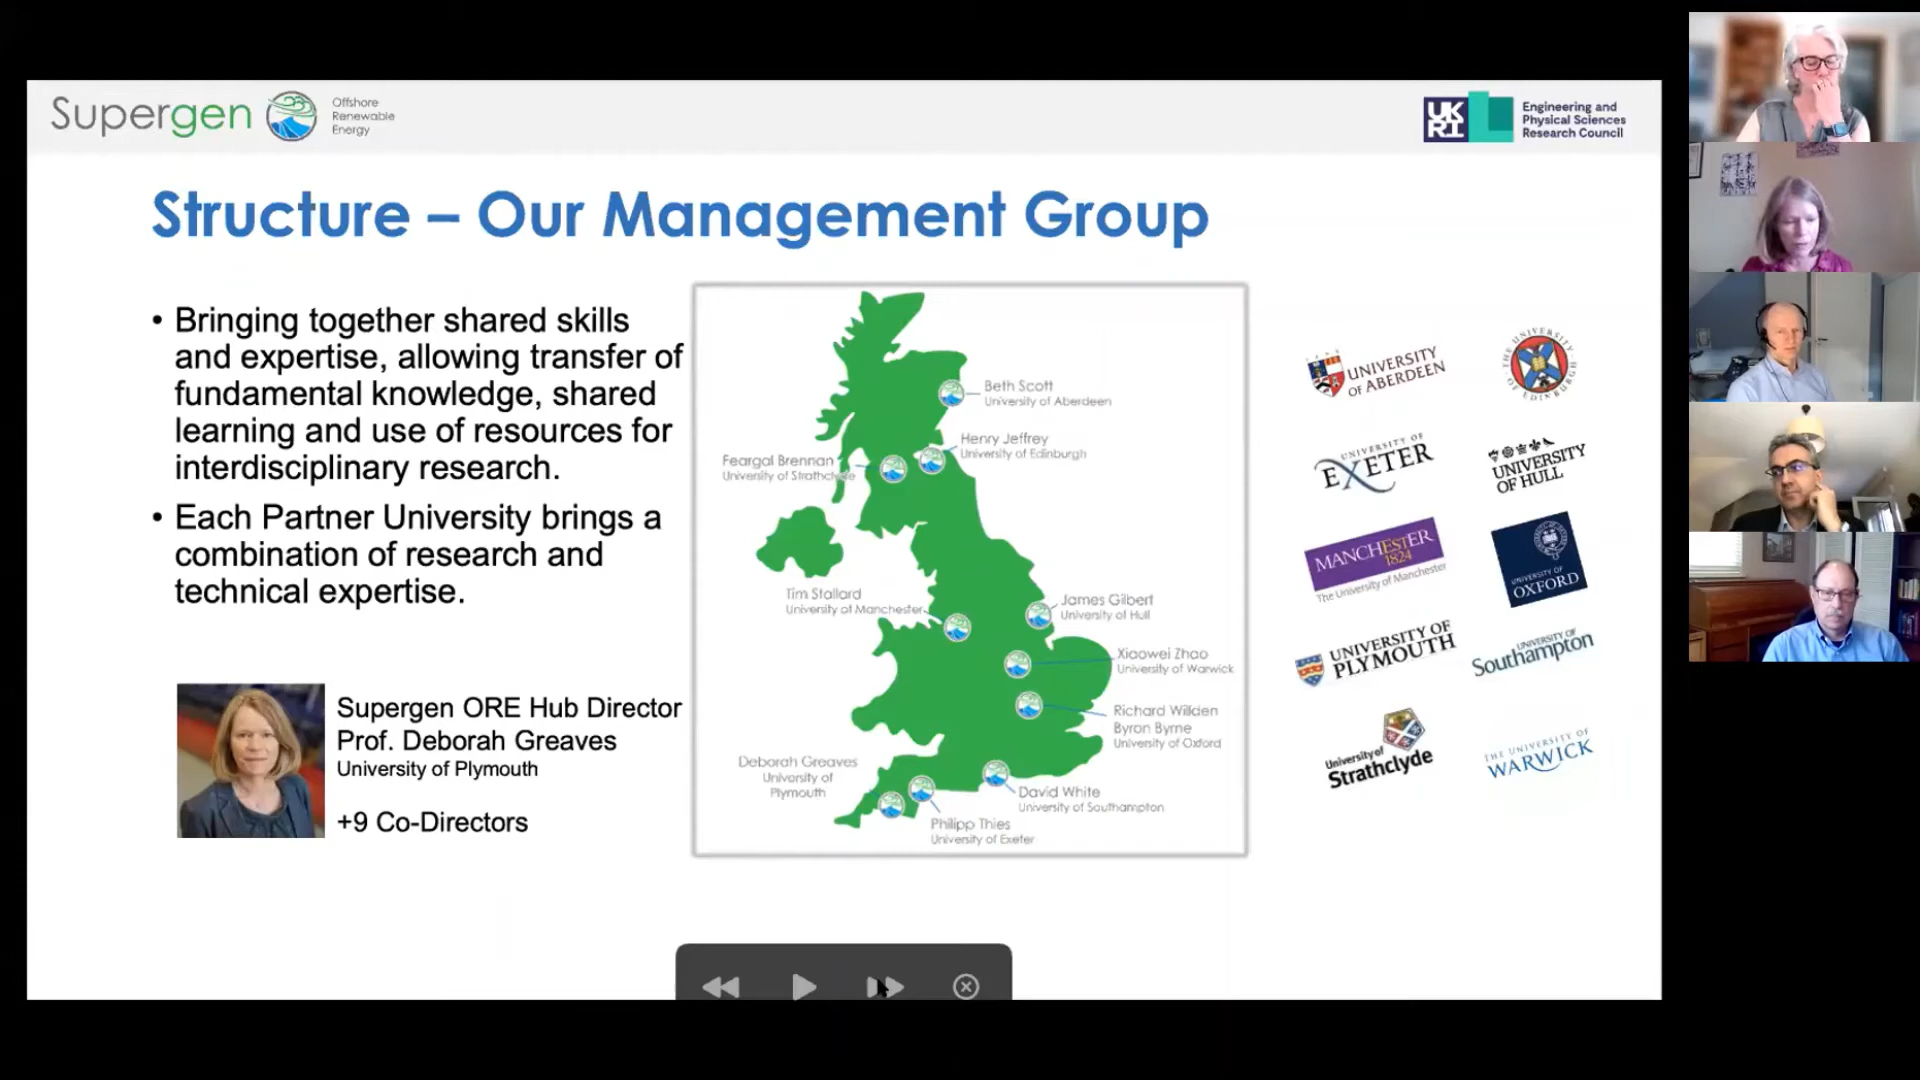 Supergen
Offshore
Renewable
Energy
UK
RI
Engineering and
Physical Sciences
Research Council
Structure – Our Management Group
• Bringing together shared skills
and expertise, allowing transfer of
fundamental knowledge, shared
learning and use of resources for
interdisciplinary research.
• Each Partner University brings a
combination of research and
technical expertise.
Supergen ORE Hub Director
Prof. Deborah Greaves
University of Plymouth
+9 Co-Directors
Beth Scott
University of Aberdeen
Henry Jeffrey
University of Edinburgh
Feargal Brennan
University of Strathclyde
Tim Stallard
University of Manchester
James Gilbert
University of Hull
Xiaowei Zhao
University of Warwick
Richard Willden
Byron Byrne
University of Oxford
Deborah Greaves
University of
Plymouth
David White
University of Southampton
Philipp Thies
University of Exeter
UNIVERSITY
OF ABERDEEN
THE UNIVERSITY OF EDINBURGH
UNIVERSITY OF
EXETER
UNIVERSITY
OF HULL
MANCHESTER
1824
The University of Manchester
UNIVERSITY OF
OXFORD
UNIVERSITY OF
PLYMOUTH
UNIVERSITY OF
Southampton
University of
Strathclyde
THE UNIVERSITY OF
WARWICK